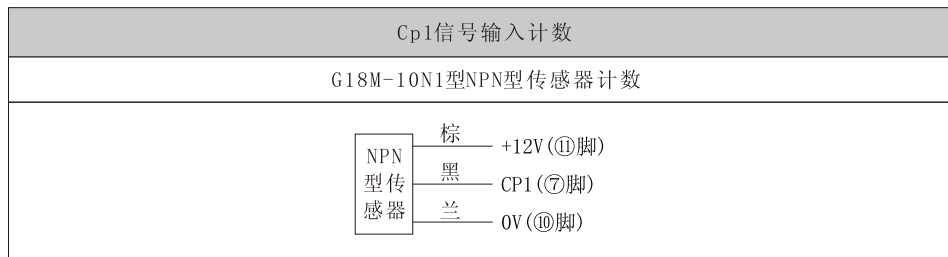 Cp1信号输入计数
G18M-10N1型NPN型传感器计数
棕
+12V(⑪脚)
NPN
型传
感器
黑
CP1(⑦脚)
兰
0V(⑩脚)